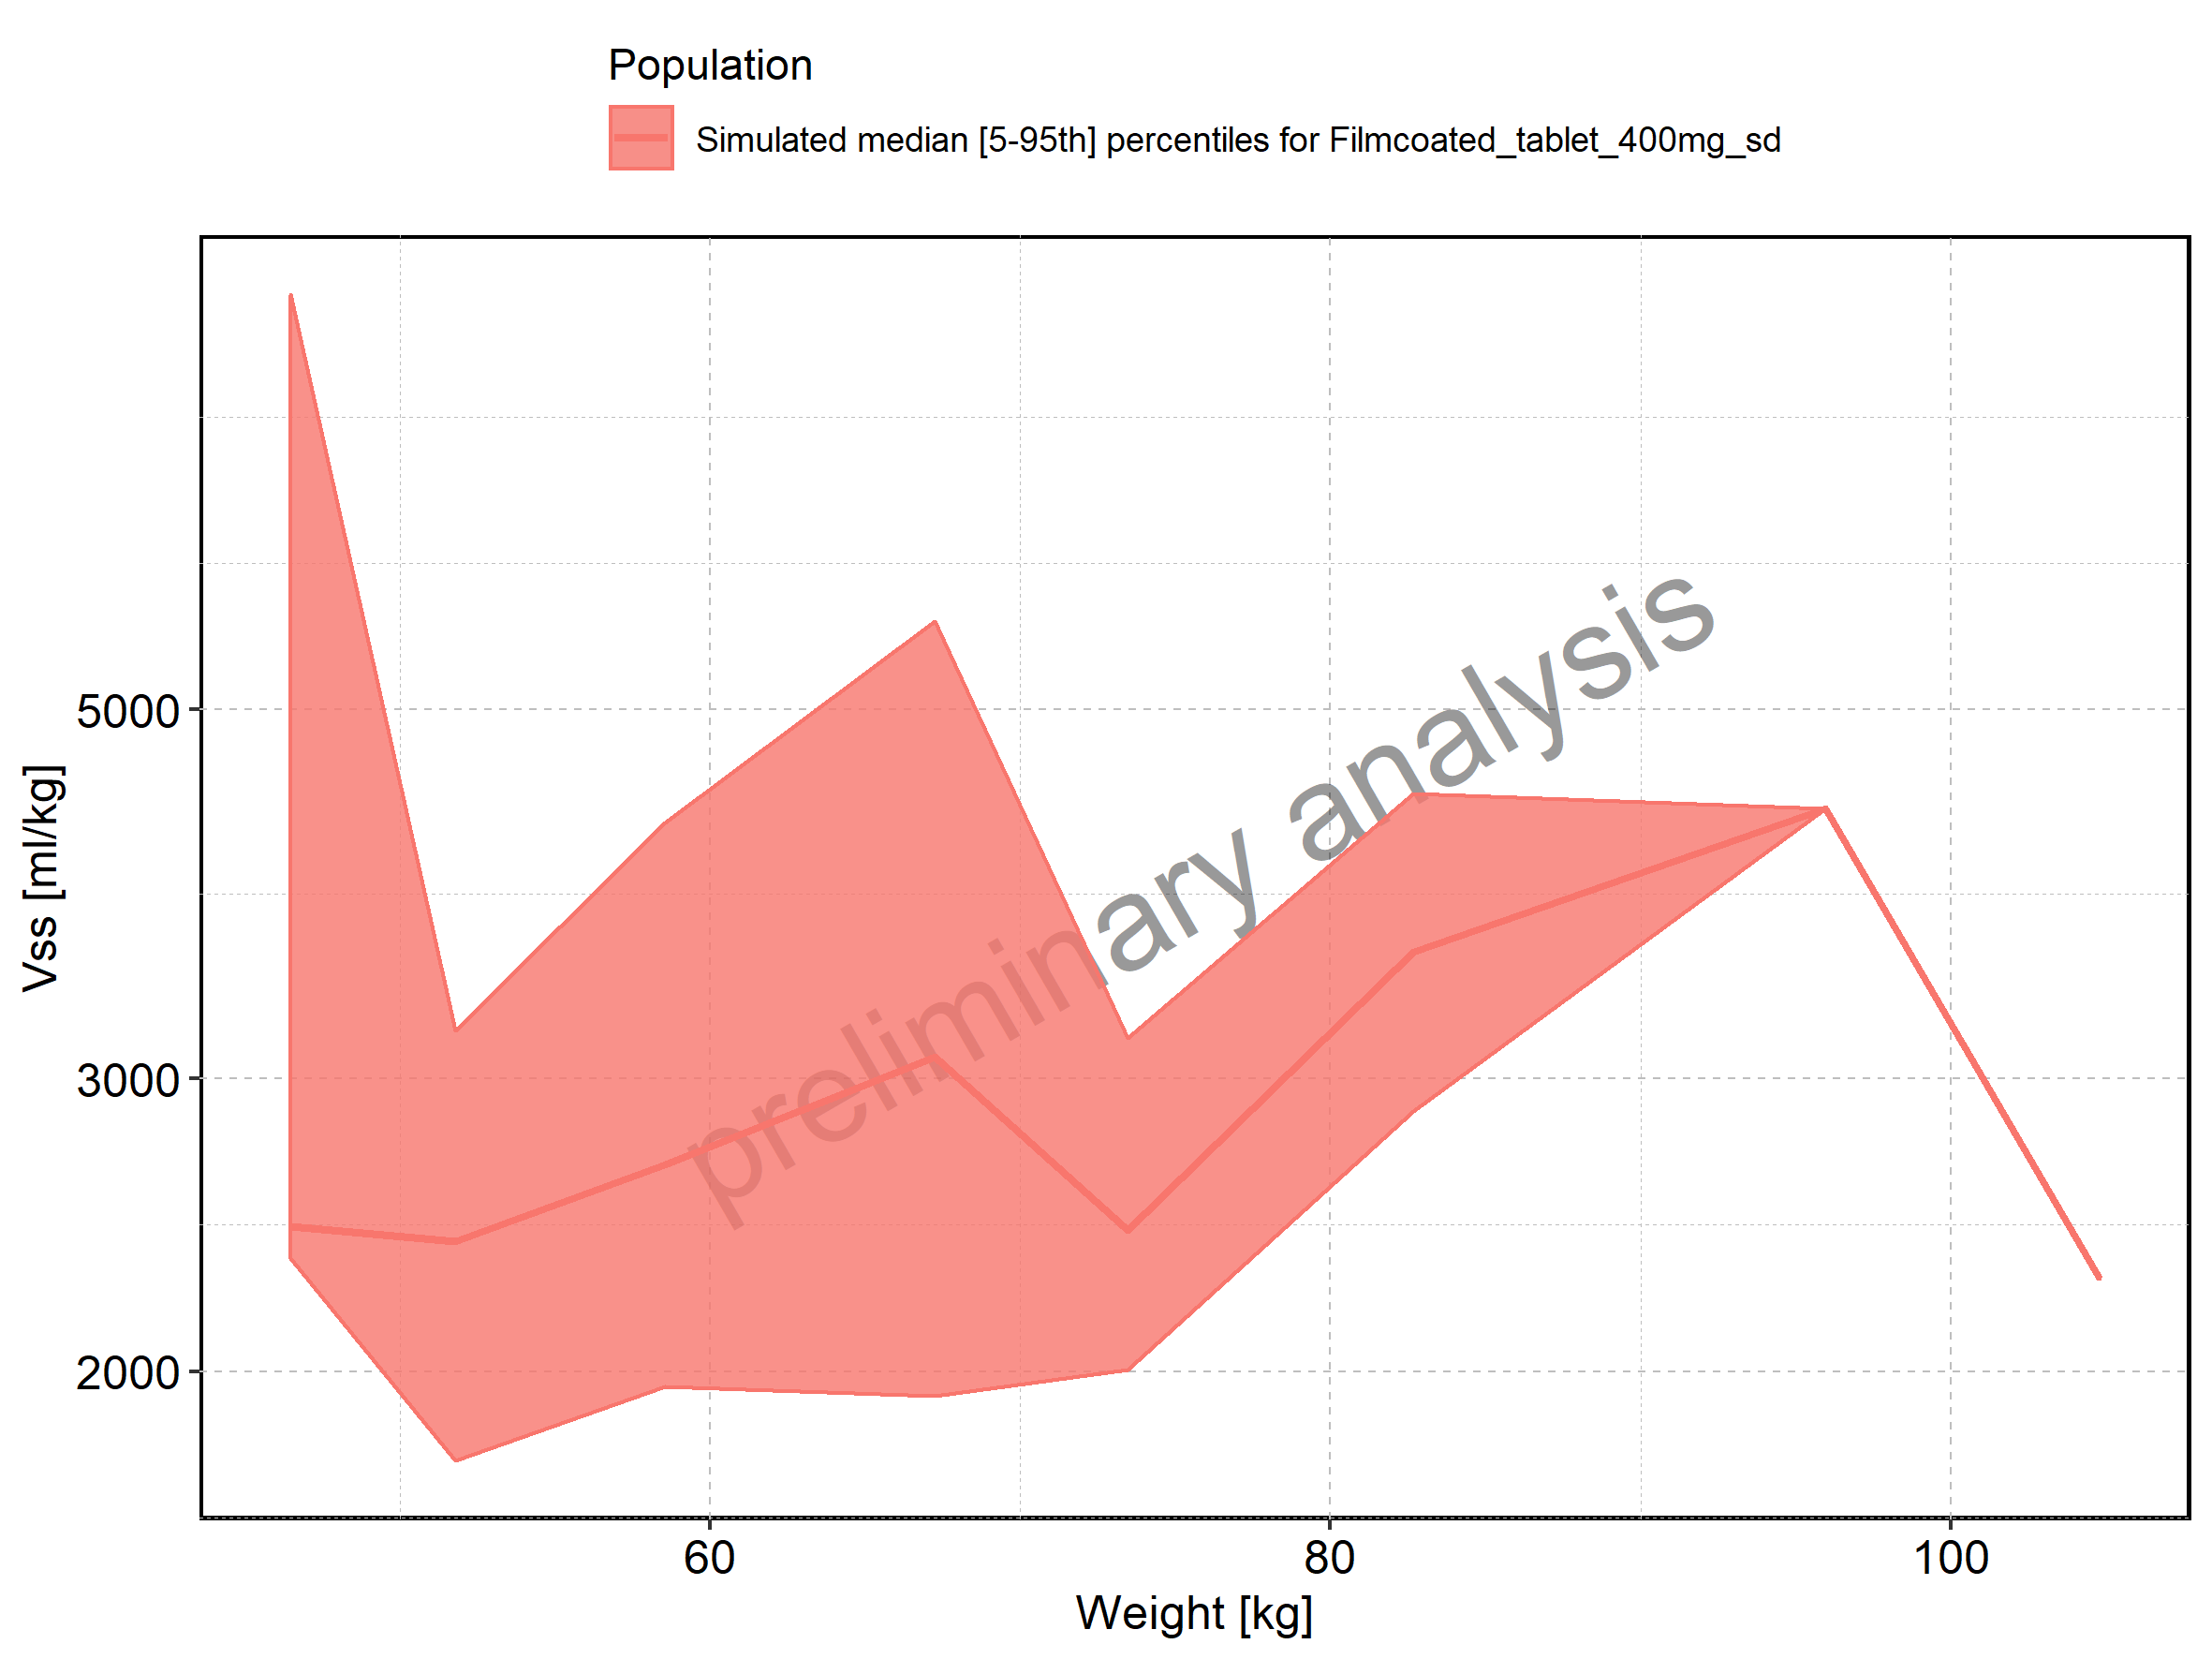 Population
Simulated median [5-95th] percentiles for Filmcoated_tablet_400mg_sd
5000
3000
2000
Vss [ml/kg]
preliminary analysis
60 80 100
Weight [kg]